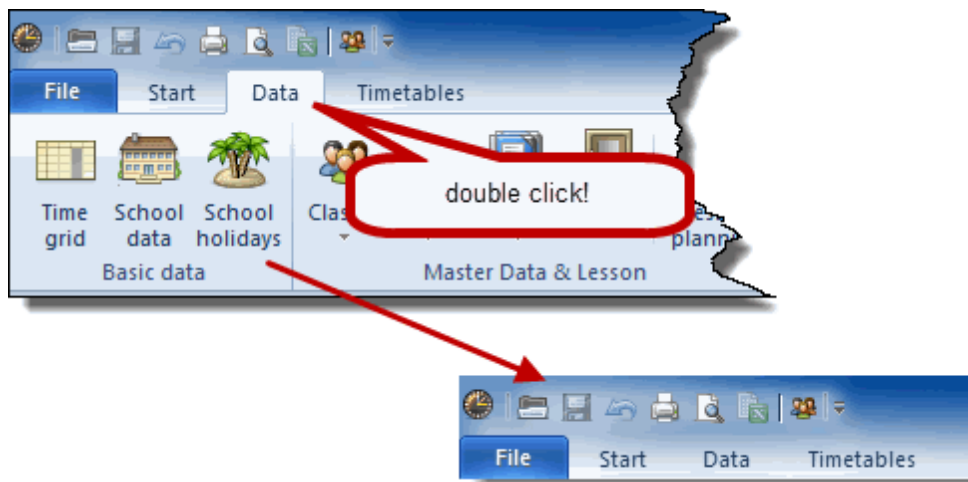 File Start Data Timetables
double click!
Time grid
School data
School holidays
Basic data
Master Data & Lesson
File Start Data Timetables